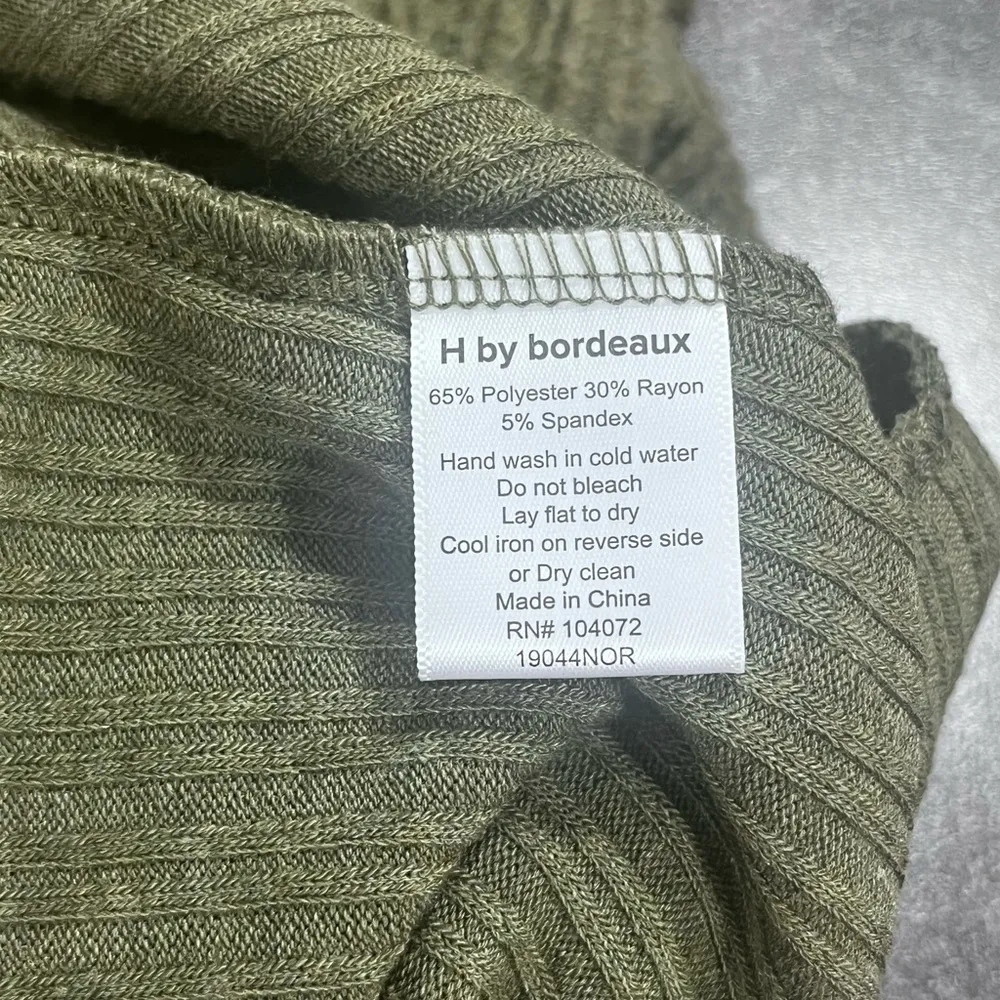 H by bordeaux
65% Polyester 30% Rayon
5% Spandex
Hand wash in cold water
Do not bleach
Lay flat to dry
Cool iron on reverse side
or Dry clean
Made in China
RN# 104072
19044NOR